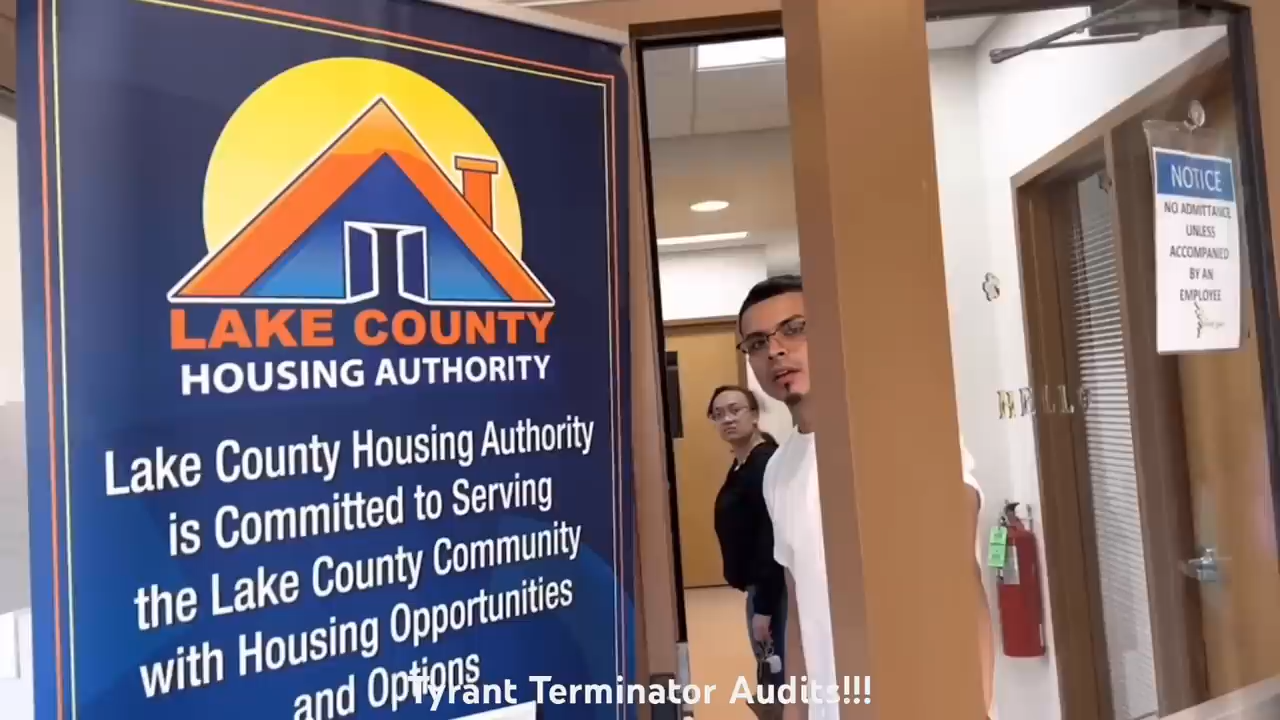 LAKE COUNTY
HOUSING AUTHORITY
Lake County Housing Authority
is Committed to Serving
the Lake County Community
with Housing Opportunities
and Options
NOTICE
NO ADMITTANCE
UNLESS
ACCOMPANIED
BY AN
EMPLOYEE
HELLO
Tyrant Terminator Audits!!!